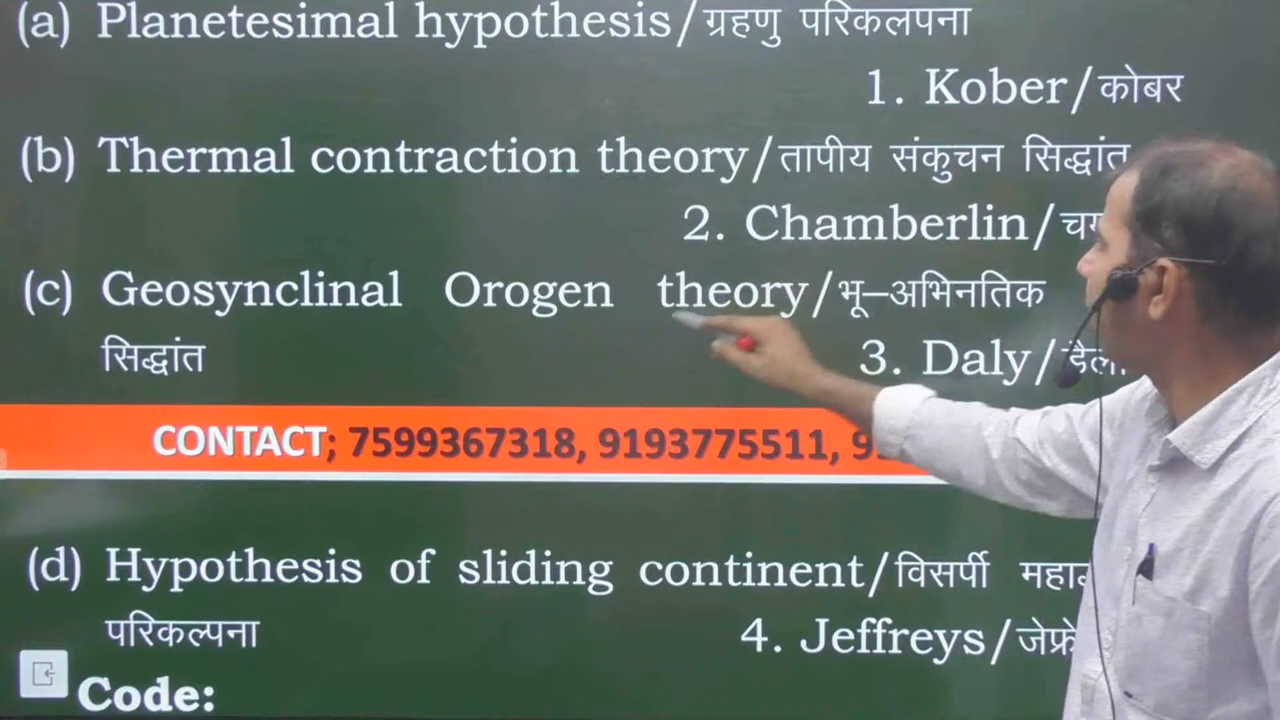 (a) Planetesimal hypothesis/ग्रहणु परिकलपना
1. Kober/कोबर
(b) Thermal contraction theory/तापीय संकुचन सिद्धांत
2. Chamberlin/
(c) Geosynclinal Orogen theory/भू–अभिनतिक
सिद्धांत
3. Daly/
CONTACT; 7599367318, 9193775511,
(d) Hypothesis of sliding continent/विसर्पी
परिकल्पना
4. Jeffreys/
Code: